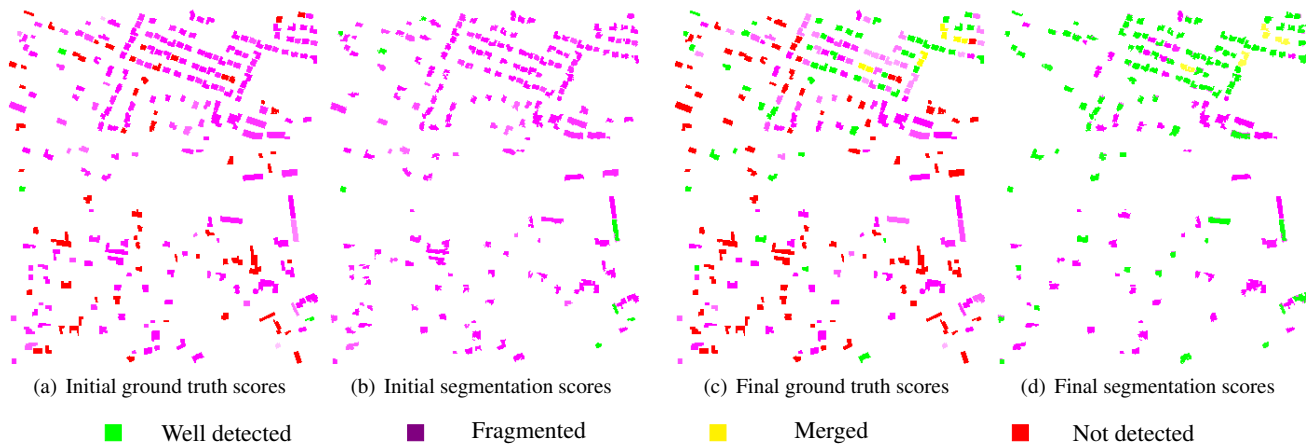 (a) Initial ground truth scores
(b) Initial segmentation scores
(c) Final ground truth scores
(d) Final segmentation scores
Well detected
Fragmented
Merged
Not detected